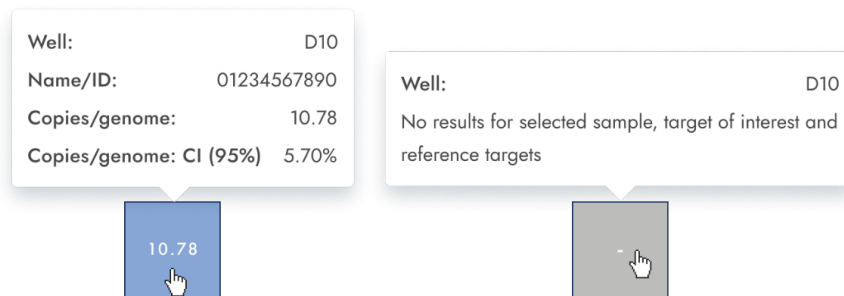 Well: D10
Name/ID: 01234567890
Copies/genome: 10.78
Copies/genome: CI (95%) 5.70%
10.78
Well: D10
No results for selected sample, target of interest and
reference targets
-